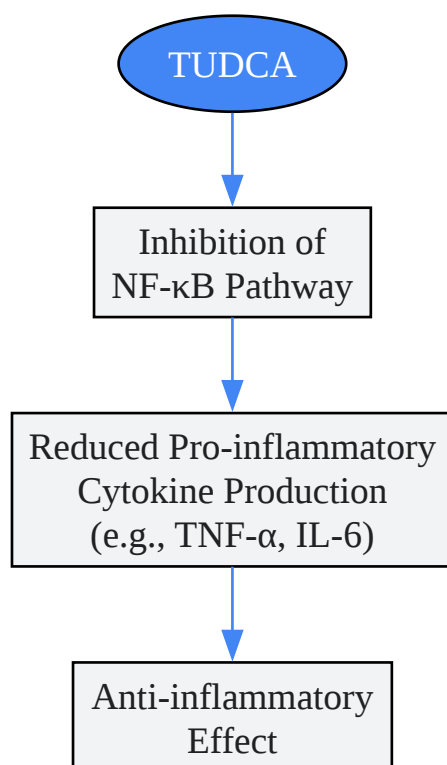 TUDCA
Inhibition of
NF-κB Pathway
Reduced Pro-inflammatory
Cytokine Production
(e.g., TNF-α, IL-6)
Anti-inflammatory
Effect